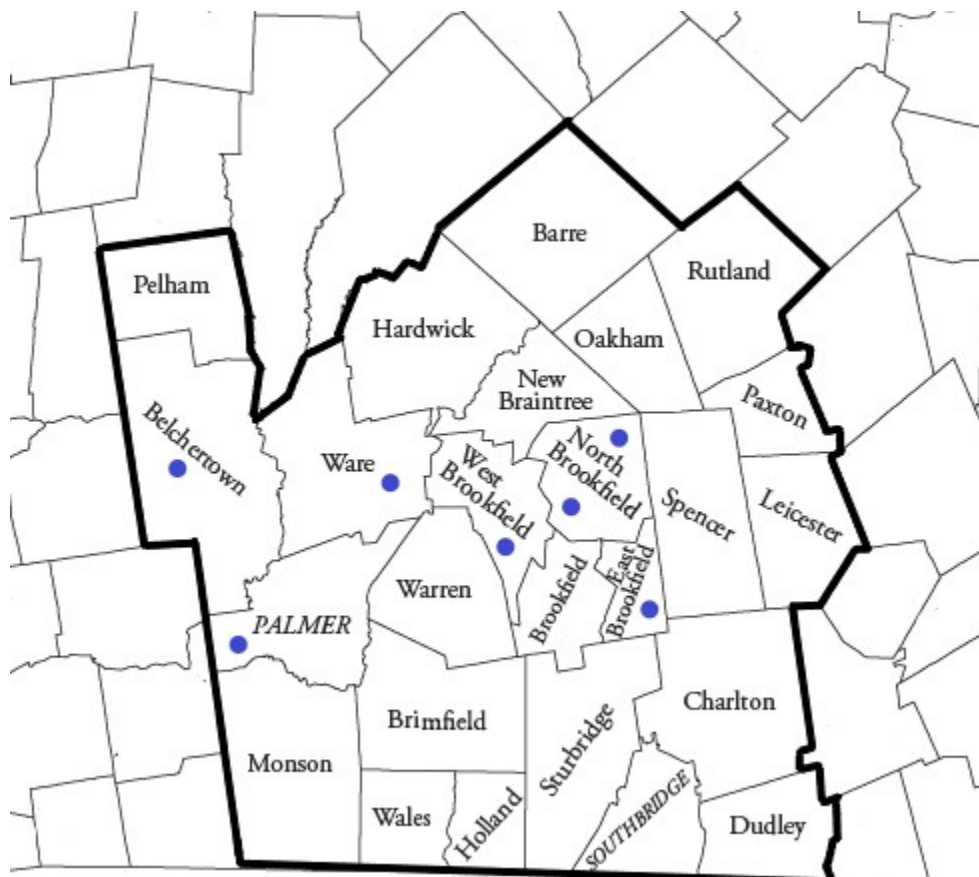 Barre
Rutland
Pelham
Hardwick
Oakham
New
Braintree
Paxton
Belchertown
Ware
West
Brookfield
North
Brookfield
Spencer
Leicester
Warren
Brookfield
East
Brookfield
PALMER
Brimfield
Charlton
Sturbridge
Monson
Wales
Holland
SOUTHBRIDGE
Dudley